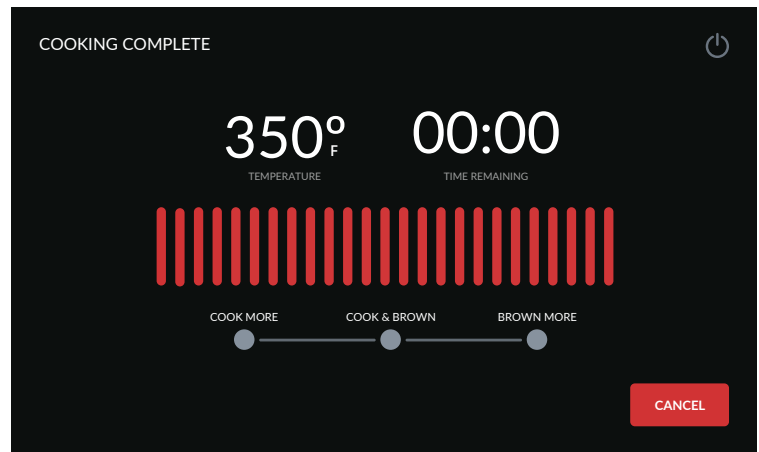 COOKING COMPLETE
350°F 00:00
TEMPERATURE TIME REMAINING
COOK MORE COOK & BROWN BROWN MORE
CANCEL